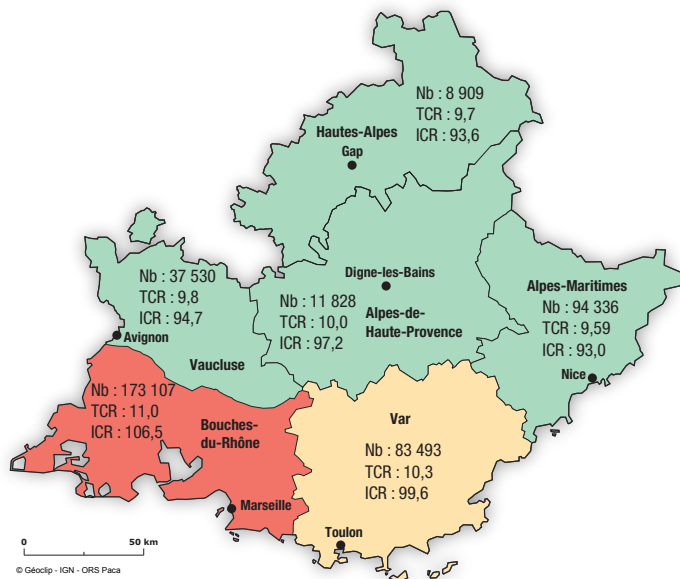 Nb : 8 909
TCR : 9,7
ICR : 93,6
Hautes-Alpes
Gap
Nb : 37 530
TCR : 9,8
ICR : 94,7
Avignon
Vaucluse
Digne-les-Bains
Nb : 11 828
TCR : 10,0
ICR : 97,2
Alpes-de-
Haute-Provence
Alpes-Maritimes
Nb : 94 336
TCR : 9,59
ICR : 93,0
Nice
Nb : 173 107
TCR : 11,0
ICR : 106,5
Bouches-
du-Rhône
Marseille
Var
Nb : 83 493
TCR : 10,3
ICR : 99,6
Toulon
0 50 km
© Géoclip - IGN - ORS Paca